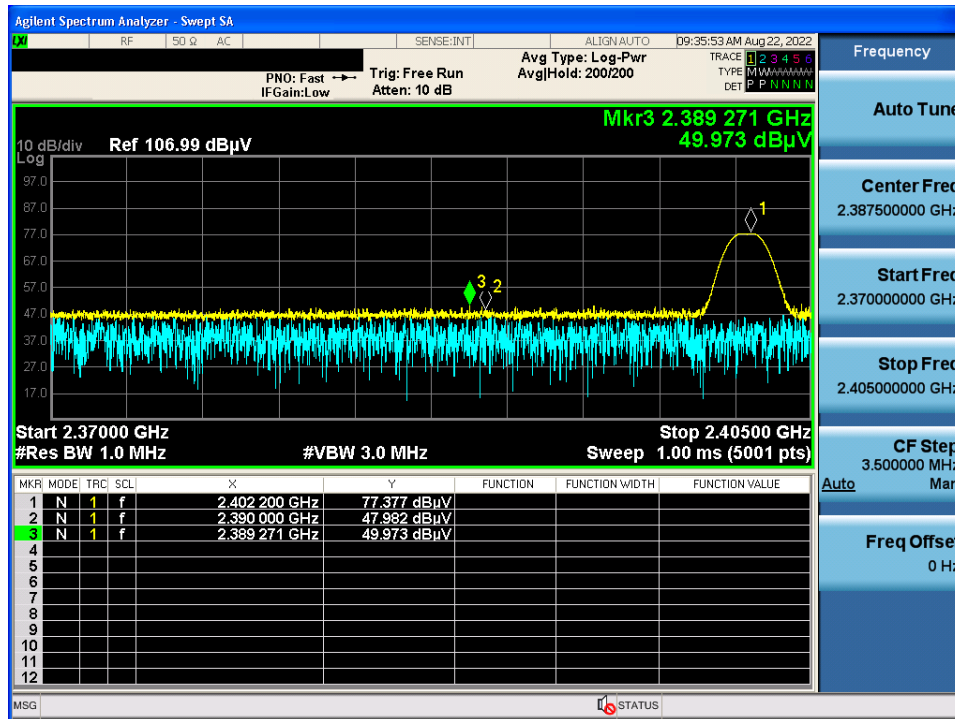 Agilent Spectrum Analyzer - Swept SA
LXI RF 50 Ω AC SENSE:INT ALIGN AUTO 09:35:53 AM Aug 22, 2022
PNO: Fast Trig: Free Run Avg Type: Log-Pwr TRACE 1 2 3 4 5 6
IFGain:Low Atten: 10 dB Avg|Hold: 200/200 TYPE M WWWWW
DET P P N N N N
Mkr3 2.389 271 GHz
49.973 dBµV
10 dB/div Ref 106.99 dBµV
Log
97.0
87.0
77.0
67.0
57.0
47.0
37.0
27.0
17.0
1
3 2
Start 2.37000 GHz Stop 2.40500 GHz
#Res BW 1.0 MHz #VBW 3.0 MHz Sweep 1.00 ms (5001 pts)
MKR MODE TRC SCL X Y FUNCTION FUNCTION WIDTH FUNCTION VALUE
1 N 1 f 2.402 200 GHz 77.377 dBµV
2 N 1 f 2.390 000 GHz 47.982 dBµV
3 N 1 f 2.389 271 GHz 49.973 dBµV
4
5
6
7
8
9
10
11
12
MSG STATUS
Frequency
Auto Tune
Center Freq
2.387500000 GHz
Start Freq
2.370000000 GHz
Stop Freq
2.405000000 GHz
CF Step
3.500000 MHz
Auto Man
Freq Offset
0 Hz